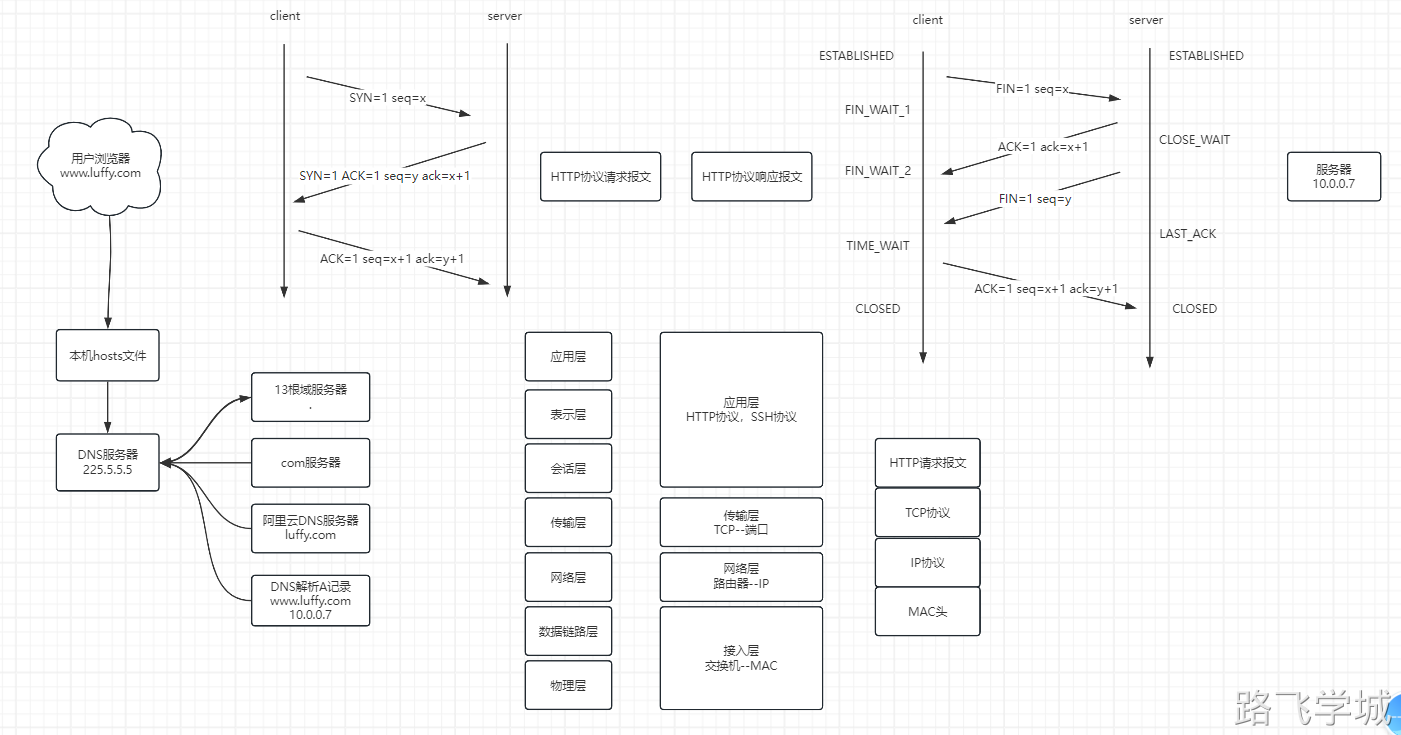 client
server
SYN=1 seq=x
SYN=1 ACK=1 seq=y ack=x+1
ACK=1 seq=x+1 ack=y+1
用户浏览器
www.luffy.com
本机hosts文件
DNS服务器
225.5.5.5
13根域服务器
.
com服务器
阿里云DNS服务器
luffy.com
DNS解析A记录
www.luffy.com
10.0.0.7
HTTP协议请求报文
HTTP协议响应报文
应用层
表示层
会话层
传输层
网络层
数据链路层
物理层
应用层
HTTP协议，SSH协议
传输层
TCP--端口
网络层
路由器--IP
接入层
交换机--MAC
client
server
ESTABLISHED
ESTABLISHED
FIN=1 seq=x
FIN_WAIT_1
CLOSE_WAIT
ACK=1 ack=x+1
FIN_WAIT_2
FIN=1 seq=y
LAST_ACK
TIME_WAIT
ACK=1 seq=x+1 ack=y+1
CLOSED
CLOSED
HTTP请求报文
TCP协议
IP协议
MAC头
服务器
10.0.0.7
路飞学城